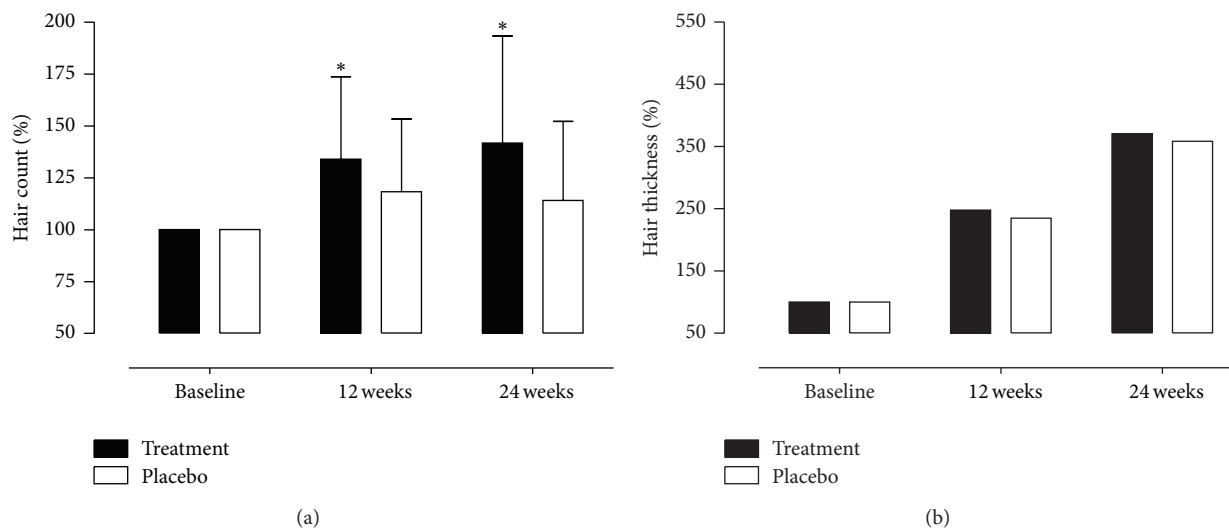 200
175
150
125
100
75
50
Hair count (%)
*
*
Baseline
12 weeks
24 weeks
Treatment
Placebo
(a)
550
450
350
250
150
50
Hair thickness (%)
Baseline
12 weeks
24 weeks
Treatment
Placebo
(b)